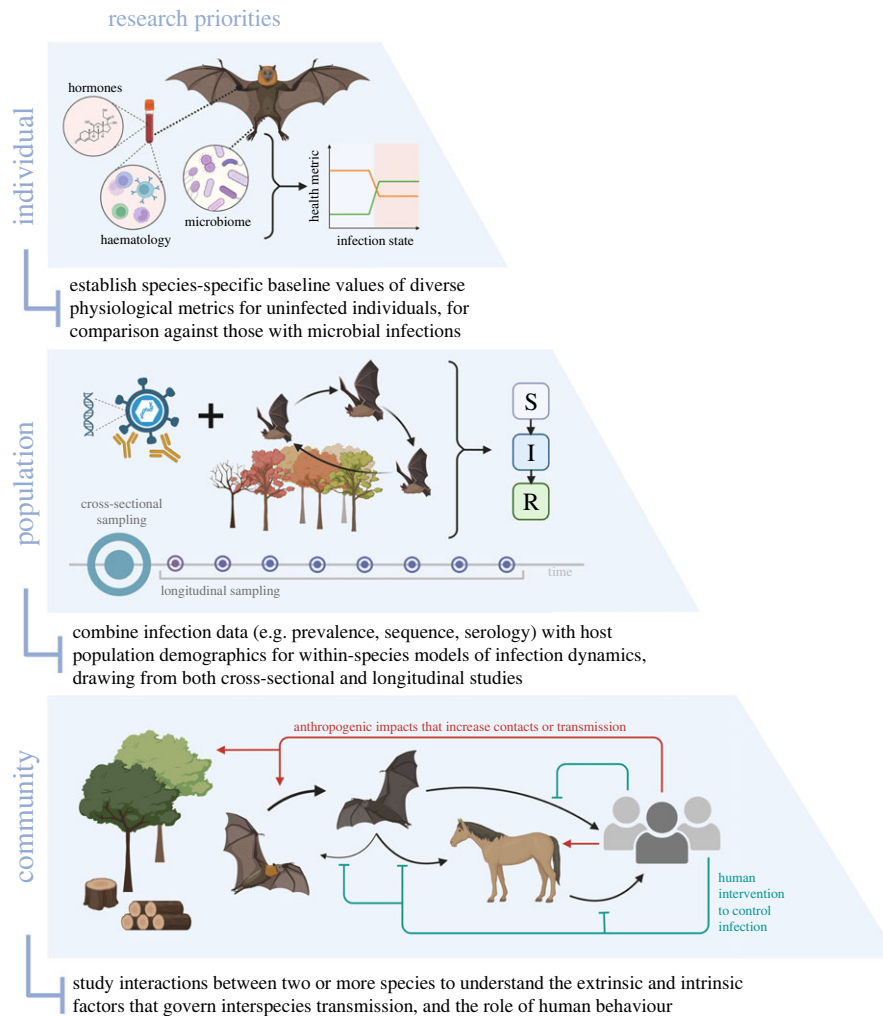 research priorities
individual
hormones
haematology
microbiome
health metric
infection state
establish species-specific baseline values of diverse
physiological metrics for uninfected individuals, for
comparison against those with microbial infections
population
S
I
R
cross-sectional
sampling
time
longitudinal sampling
combine infection data (e.g. prevalence, sequence, serology) with host
population demographics for within-species models of infection dynamics,
drawing from both cross-sectional and longitudinal studies
community
anthropogenic impacts that increase contacts or transmission
human
intervention
to control
infection
study interactions between two or more species to understand the extrinsic and intrinsic
factors that govern interspecies transmission, and the role of human behaviour